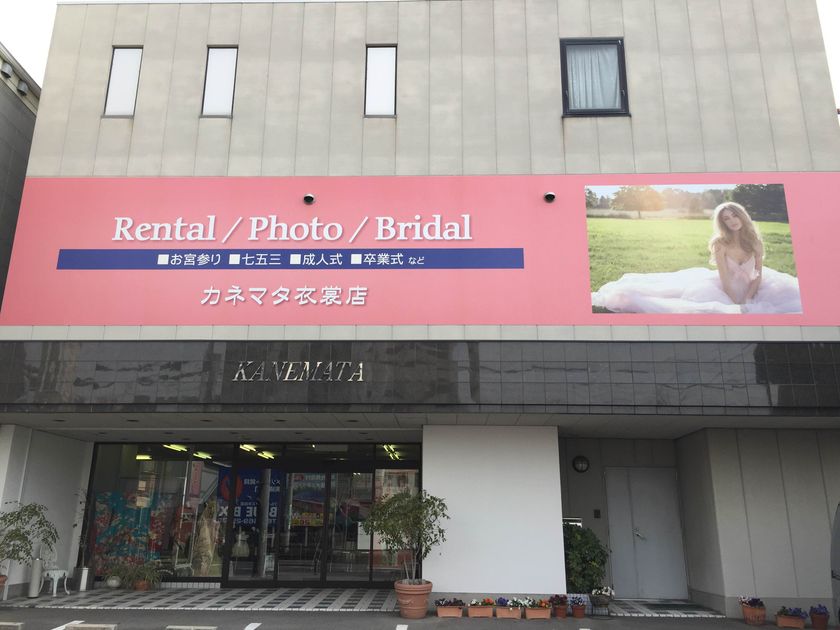 Rental / Photo / Bridal
■お宮参り ■七五三 ■成人式 ■卒業式 など
カネマタ衣裳店
KANEMATA